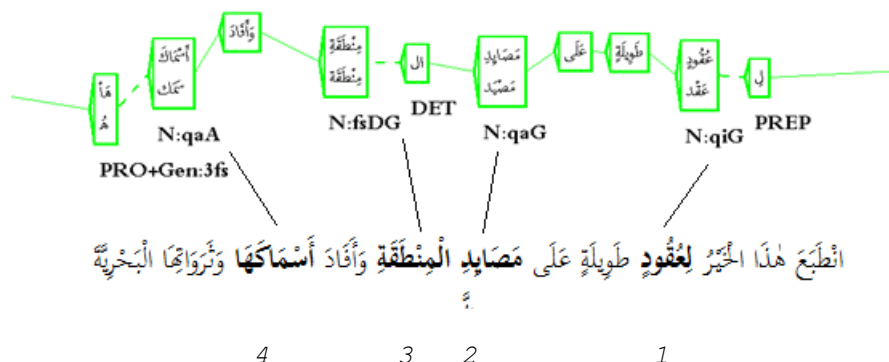 لِ
عُقُودٍ
عَقْد
طَوِيلَةٍ
عَلَى
مَصَايِدِ
مَصْيَد
ال
مِنْطَقَةِ
مِنْطَقَة
وَأَفَادَ
أَسْمَاكَ
سَمَك
هَا
هُ
PREP
N:qiG
N:qaG
DET
N:fsDG
N:qaA
PRO+Gen:3fs
انْطَبَعَ هٰذَا الْخَيْرُ لِعُقُودٍ طَوِيلَةٍ عَلَى مَصَايِدِ الْمِنْطَقَةِ وَأَفَادَ أَسْمَاكَهَا وَثَرَوَاتِهَا الْبَحْرِيَّةَ
4 3 2 1